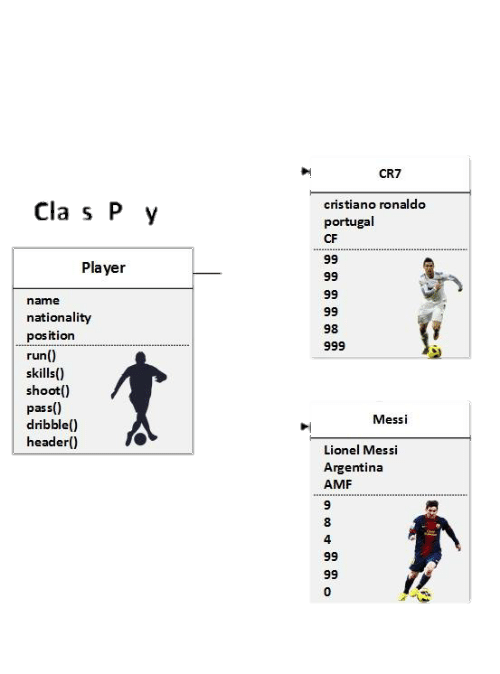 Cla s P y
Player
name
nationality
position
run()
skills()
shoot()
pass()
dribble()
header()
CR7
cristiano ronaldo
portugal
CF
99
99
99
99
98
999
Messi
Lionel Messi
Argentina
AMF
9
8
4
99
99
0